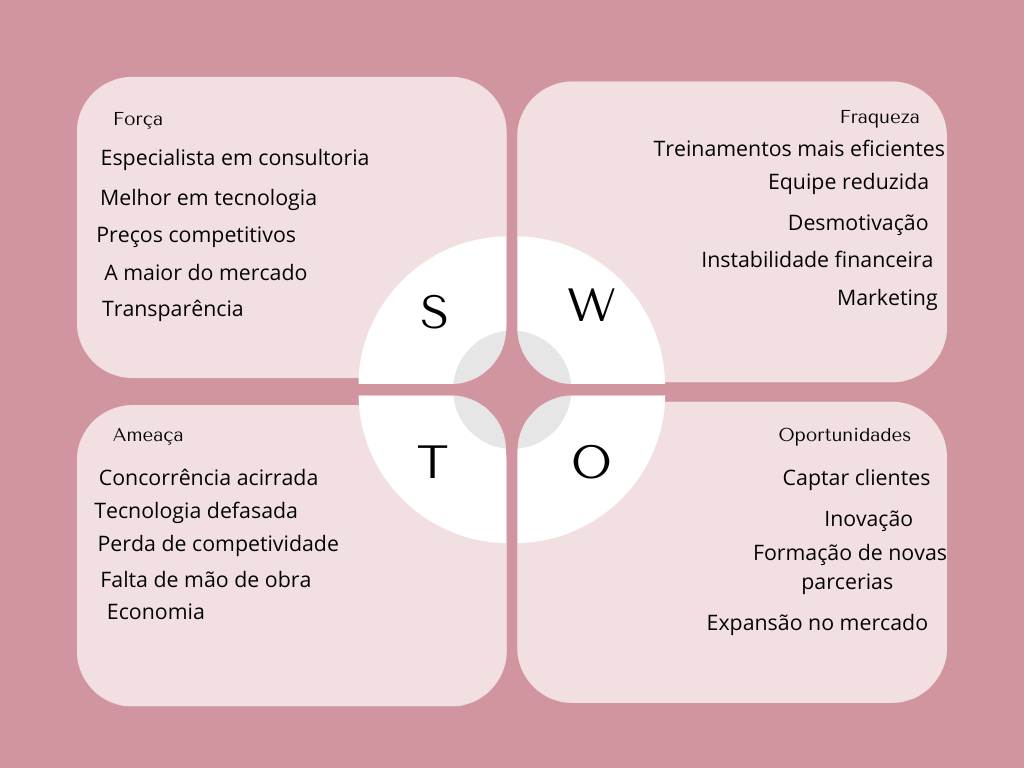 Força
Especialista em consultoria
Melhor em tecnologia
Preços competitivos
A maior do mercado
Transparência
S
Fraqueza
Treinamentos mais eficientes
Equipe reduzida
Desmotivação
Instabilidade financeira
Marketing
W
Ameaça
Concorrência acirrada
Tecnologia defasada
Perda de competividade
Falta de mão de obra
Economia
T
Oportunidades
Captar clientes
Inovação
Formação de novas
parcerias
Expansão no mercado
O